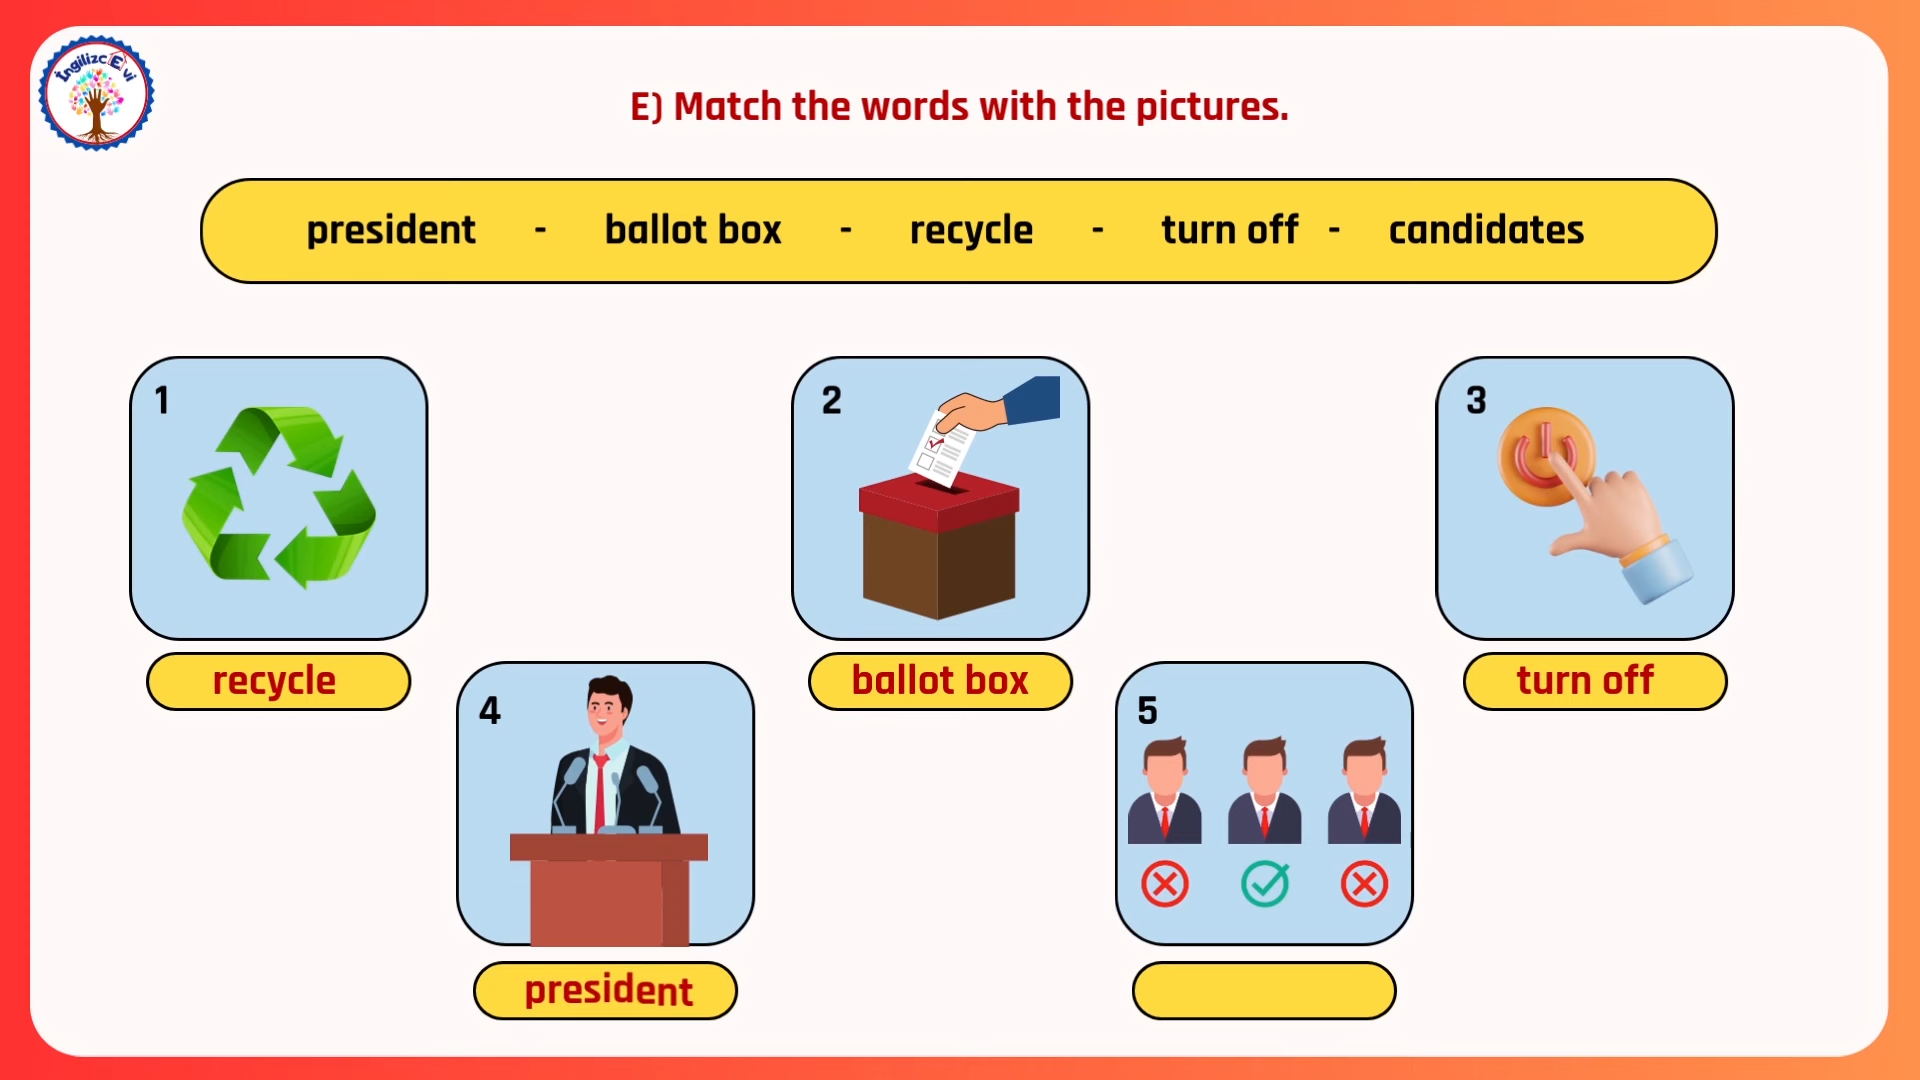 İngilizcEvi
E) Match the words with the pictures.
president - ballot box - recycle - turn off - candidates
1
2
3
recycle
ballot box
turn off
4
5
president